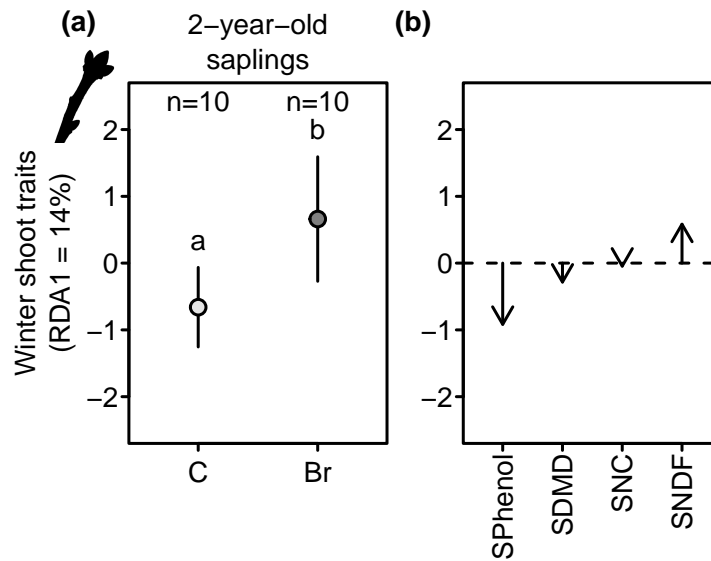 (a)
2−year−old
saplings
(b)
n=10
n=10
Winter shoot traits
(RDA1 = 14%)
2
1
0
−1
−2
a
b
C
Br
2
1
0
−1
−2
SPhenol
SDMD
SNC
SNDF